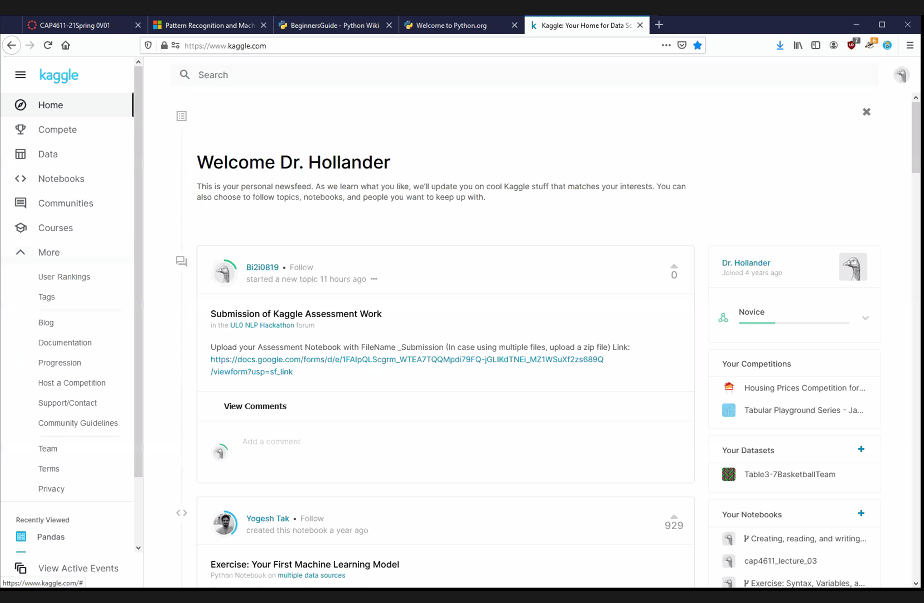 CAP4611-21Spring 0V01
Pattern Recognition and Mach
BeginnersGuide - Python Wiki
Welcome to Python.org
Kaggle: Your Home for Data Sc
https://www.kaggle.com
kaggle
Search
Home
Compete
Data
Notebooks
Communities
Courses
More
User Rankings
Tags
Blog
Documentation
Progression
Host a Competition
Support/Contact
Community Guidelines
Team
Terms
Privacy
Recently Viewed
Pandas
View Active Events
https://www.kaggle.com/#
Welcome Dr. Hollander
This is your personal newsfeed. As we learn what you like, we'll update you on cool Kaggle stuff that matches your interests. You can
also choose to follow topics, notebooks, and people you want to keep up with.
Bi2i0819 • Follow
started a new topic 11 hours ago
0
Submission of Kaggle Assessment Work
in the UL0 NLP Hackathon forum
Upload your Assessment Notebook with FileName _Submission (In case using multiple files, upload a zip file) Link:
View Comments
Add a comment
Yogesh Tak • Follow
created this notebook a year ago
929
Exercise: Your First Machine Learning Model
Python Notebook on multiple data sources
Dr. Hollander
Joined 4 years ago
Novice
Your Competitions
Housing Prices Competition for...
Tabular Playground Series - Ja...
Your Datasets
Table3-7BasketballTeam
Your Notebooks
Creating, reading, and writing...
cap4611_lecture_03
Exercise: Syntax, Variables, a...